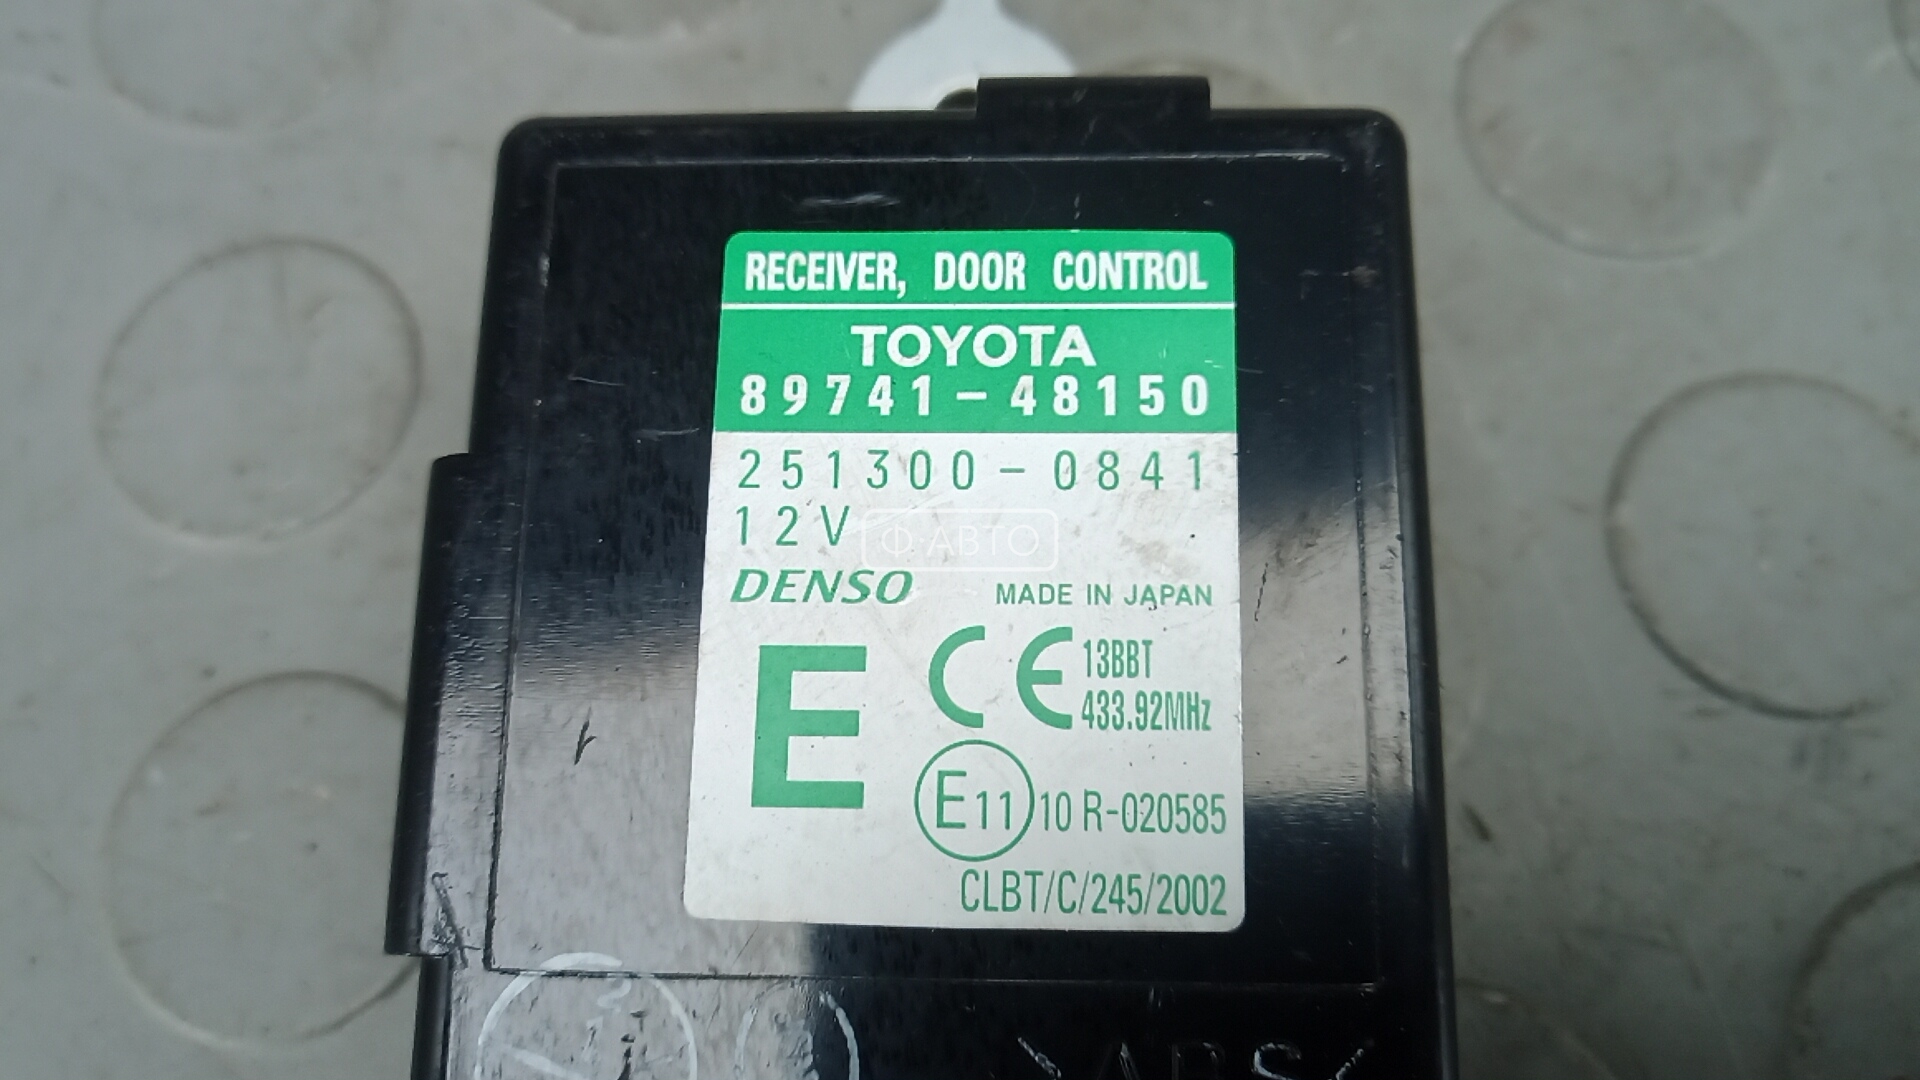 RECEIVER, DOOR CONTROL
TOYOTA
89741-48150
251300-0841
12V
Ф·АВТО
DENSO MADE IN JAPAN
E CE 13BBT
433.92MHz
E11 10 R-020585
CLBT/C/245/2002
>ABS<